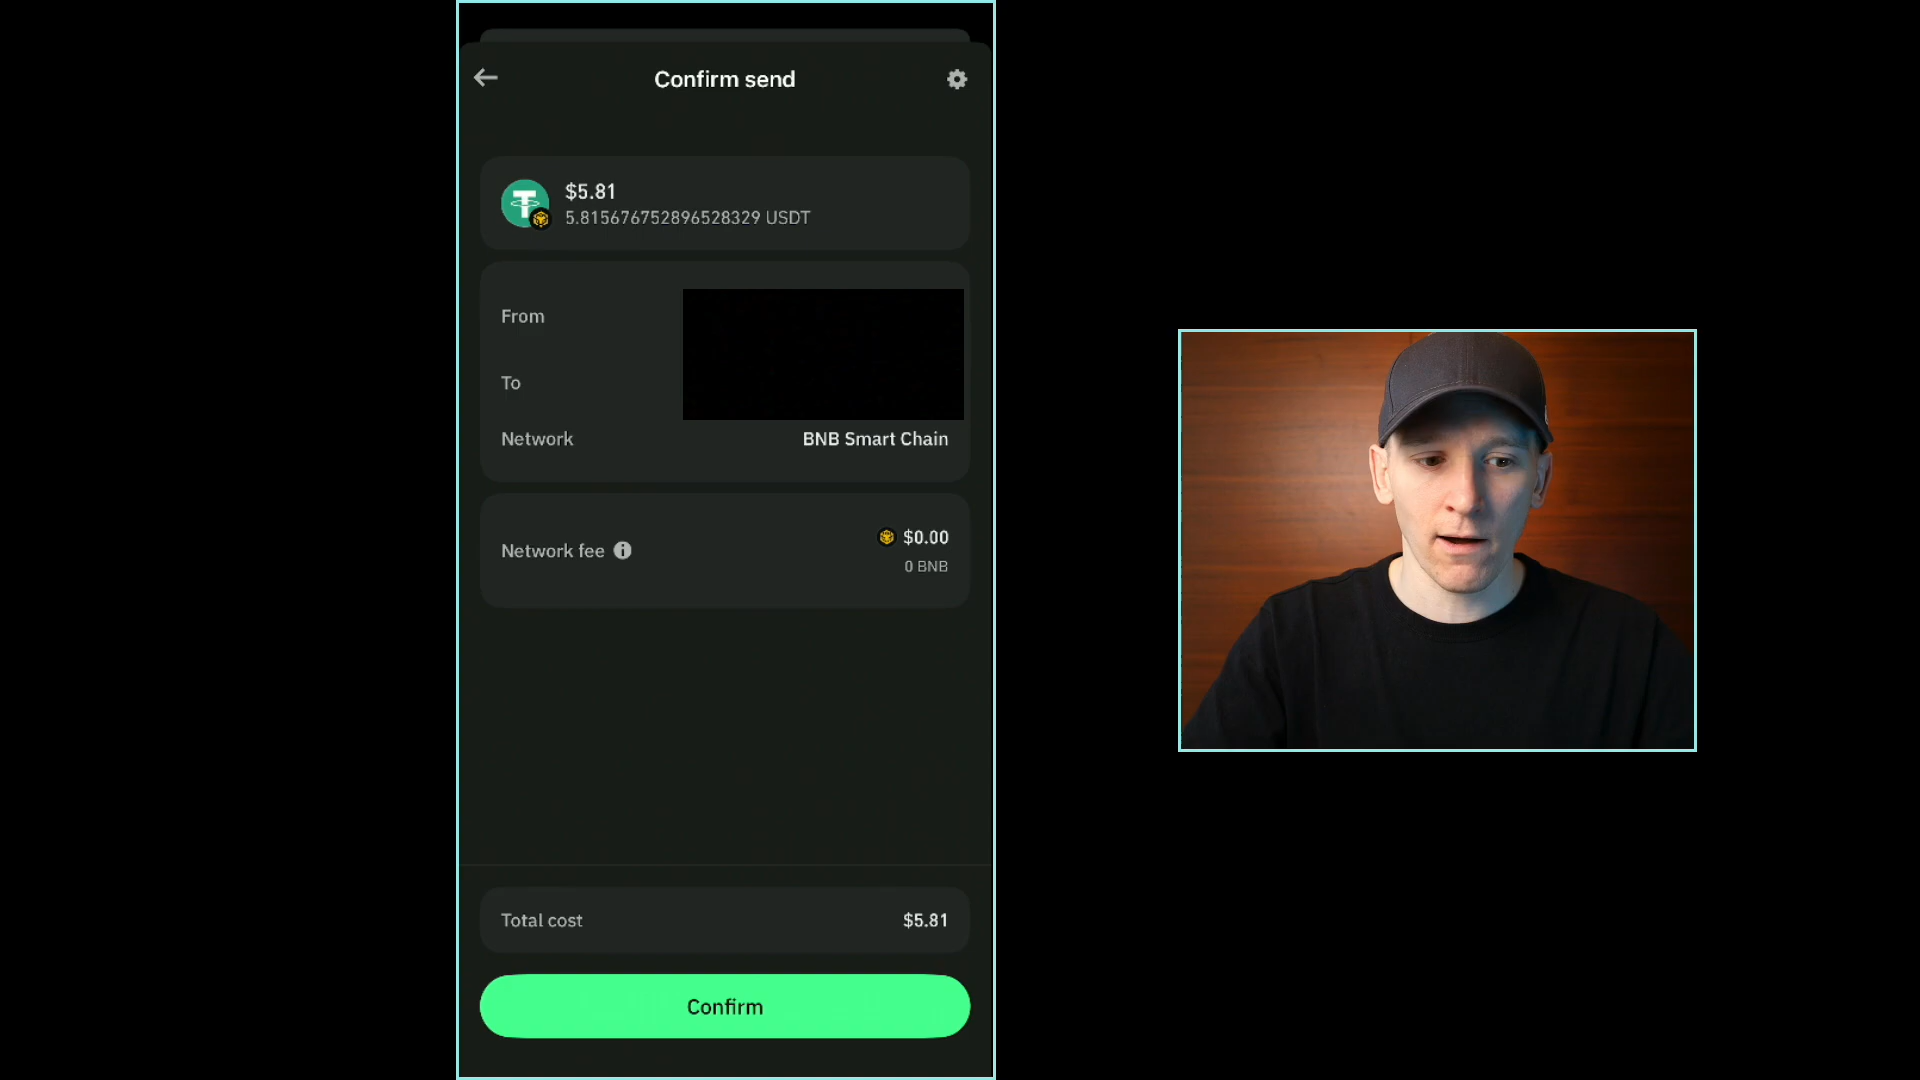 Confirm send
$5.81
5.815676752896528329 USDT
From
To
Network
BNB Smart Chain
Network fee
$0.00
0 BNB
Total cost
$5.81
Confirm